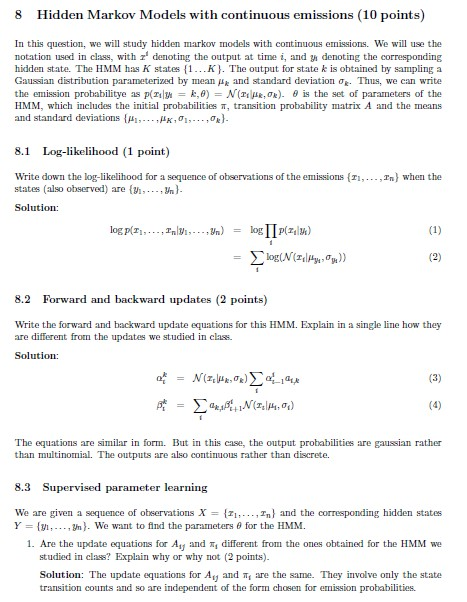 8 Hidden Markov Models with continuous emissions (10 points)
In this question, we will study hidden markov models with continuous emissions. We will use the
notation used in class, with x^i denoting the output at time i, and y_i denoting the corresponding
hidden state. The HMM has K states {1...K}. The output for state k is obtained by sampling a
Gaussian distribution parameterized by mean μ_k and standard deviation σ_k. Thus, we can write
the emission probabilitye as p(x_i|y_i = k, θ) = N(x_i|μ_k, σ_k). θ is the set of parameters of the
HMM, which includes the initial probabilities π, transition probability matrix A and the means
and standard deviations {μ_1, ..., μ_K, σ_1, ..., σ_k}.
8.1 Log-likelihood (1 point)
Write down the log-likelihood for a sequence of observations of the emissions {x_1, ..., x_n} when the
states (also observed) are {y_1, ..., y_n}.
Solution:
log p(x_1, ..., x_n|y_1, ..., y_n) = log ∏_i p(x_i|y_i) (1)
= ∑_i log(N(x_i|μ_{y_i}, σ_{y_i})) (2)
8.2 Forward and backward updates (2 points)
Write the forward and backward update equations for this HMM. Explain in a single line how they
are different from the updates we studied in class.
Solution:
α_i^k = N(x_i|μ_k, σ_k) ∑_i α_{i-1}^i a_{i,k} (3)
β_i^k = ∑_i a_{k,i} β_{i+1}^i N(x_i|μ_i, σ_i) (4)
The equations are similar in form. But in this case, the output probabilities are gaussian rather
than multinomial. The outputs are also continuous rather than discrete.
8.3 Supervised parameter learning
We are given a sequence of observations X = {x_1, ..., x_n} and the corresponding hidden states
Y = {y_1, ..., y_n}. We want to find the parameters θ for the HMM.
1. Are the update equations for A_{ij} and π_i different from the ones obtained for the HMM we
studied in class? Explain why or why not (2 points).
Solution: The update equations for A_{ij} and π_i are the same. They involve only the state
transition counts and so are independent of the form chosen for emission probabilities.